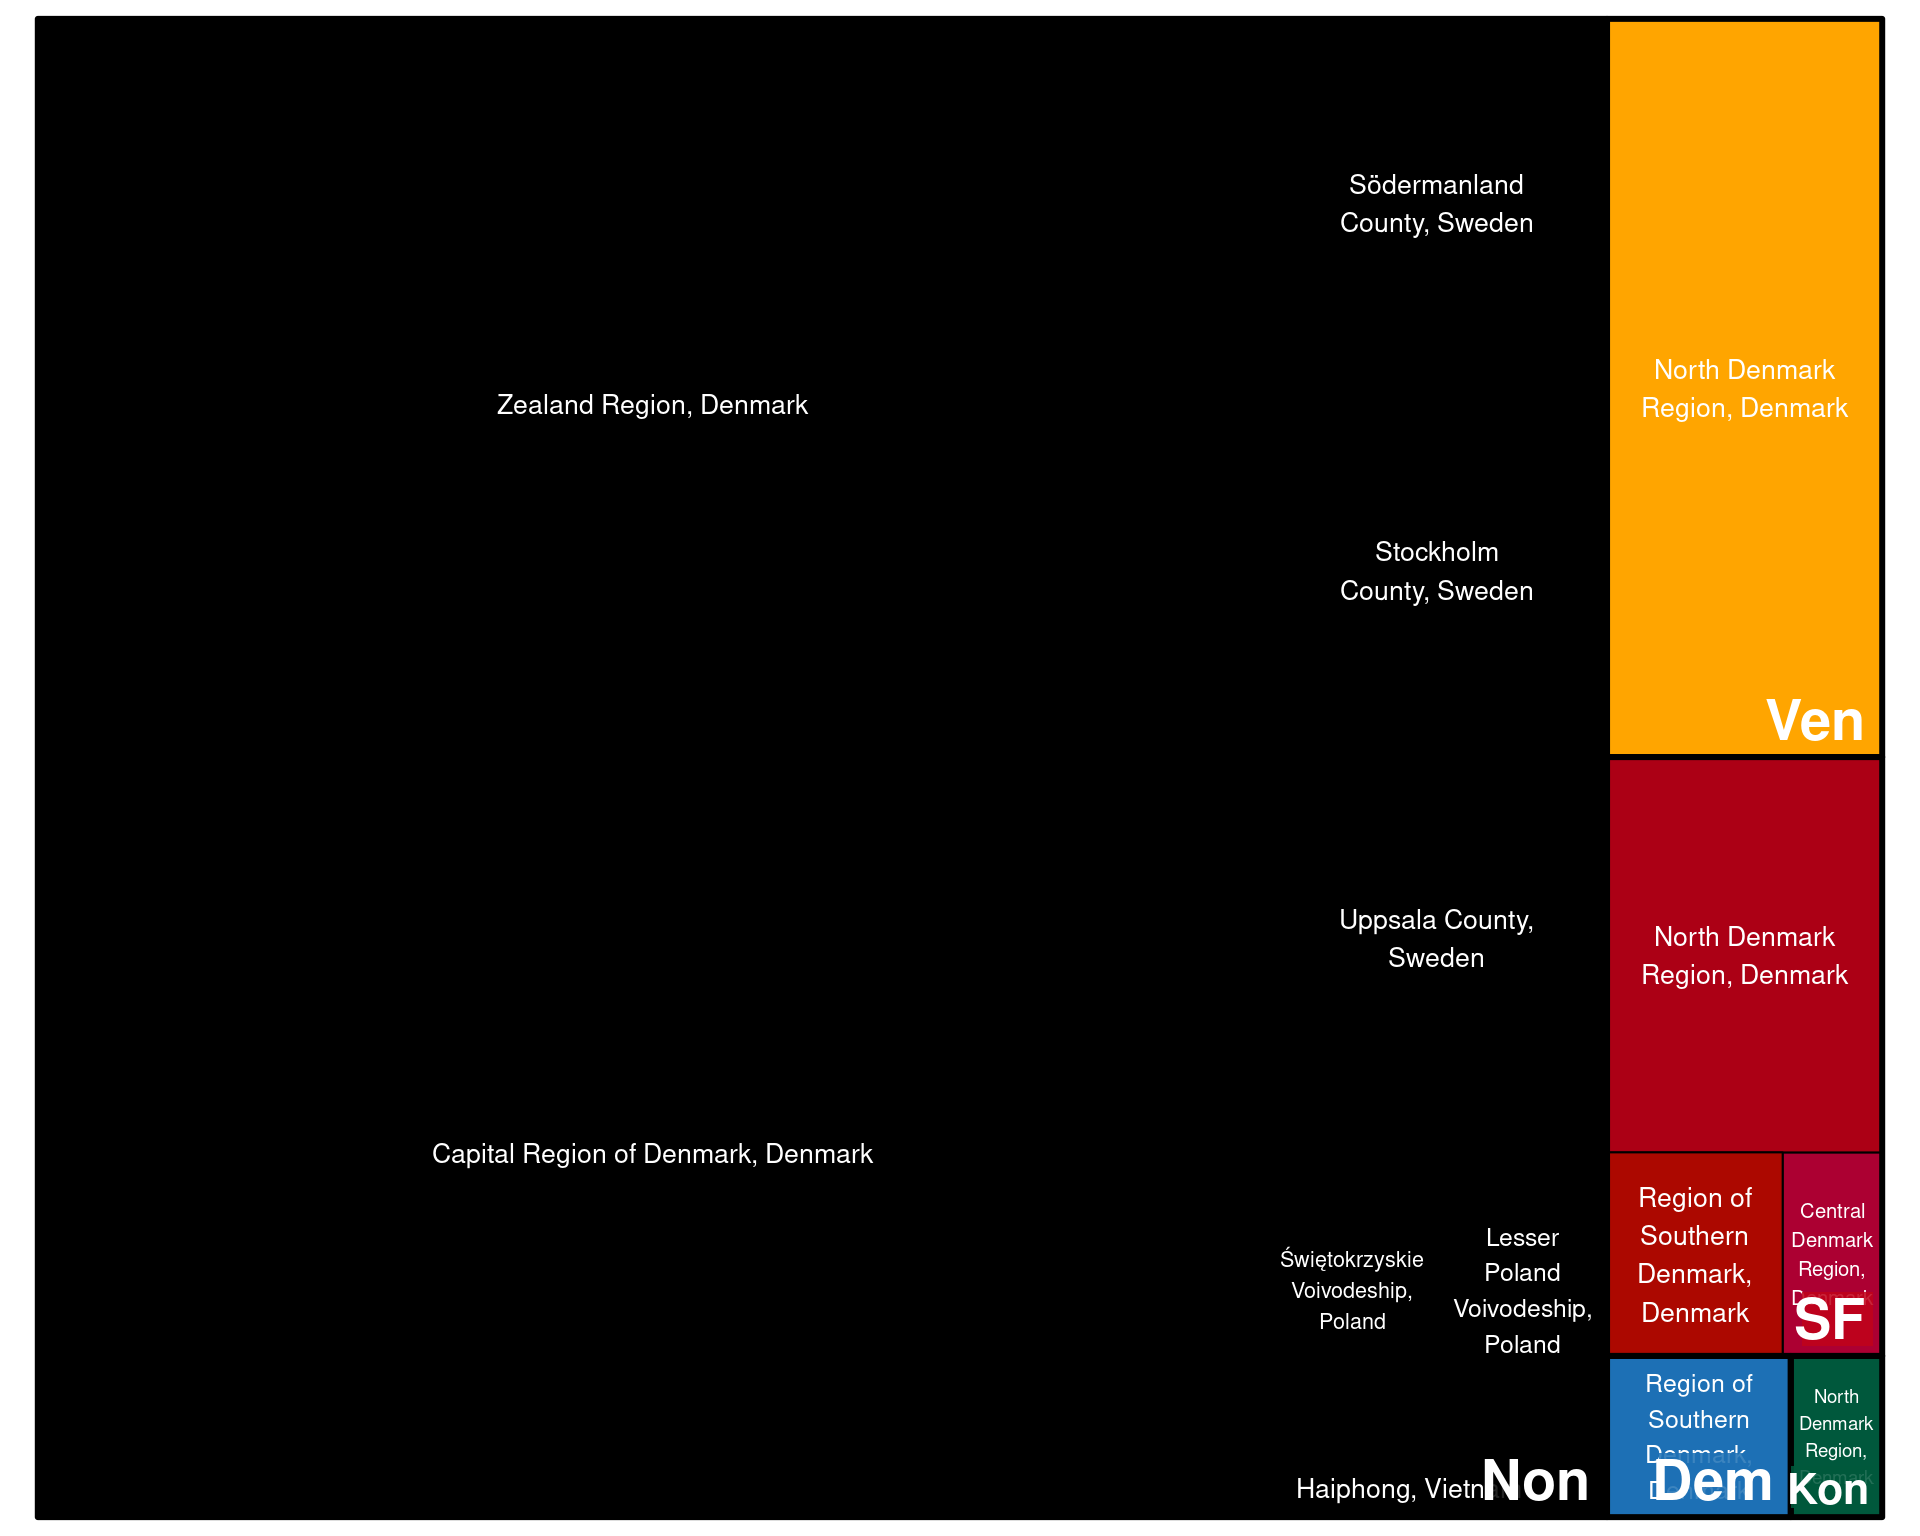 Zealand Region, Denmark
Capital Region of Denmark, Denmark
Södermanland
County, Sweden
Stockholm
County, Sweden
Uppsala County,
Sweden
Świętokrzyskie
Voivodeship,
Poland
Lesser
Poland
Voivodeship,
Poland
Haiphong,
Non
North Denmark
Region, Denmark
Ven
North Denmark
Region, Denmark
Region of
Southern
Denmark,
Denmark
Central
Denmark
Region,
Denmark
SF
Region of
Southern
Denmark,
Dem
North
Denmark
Region,
Kon